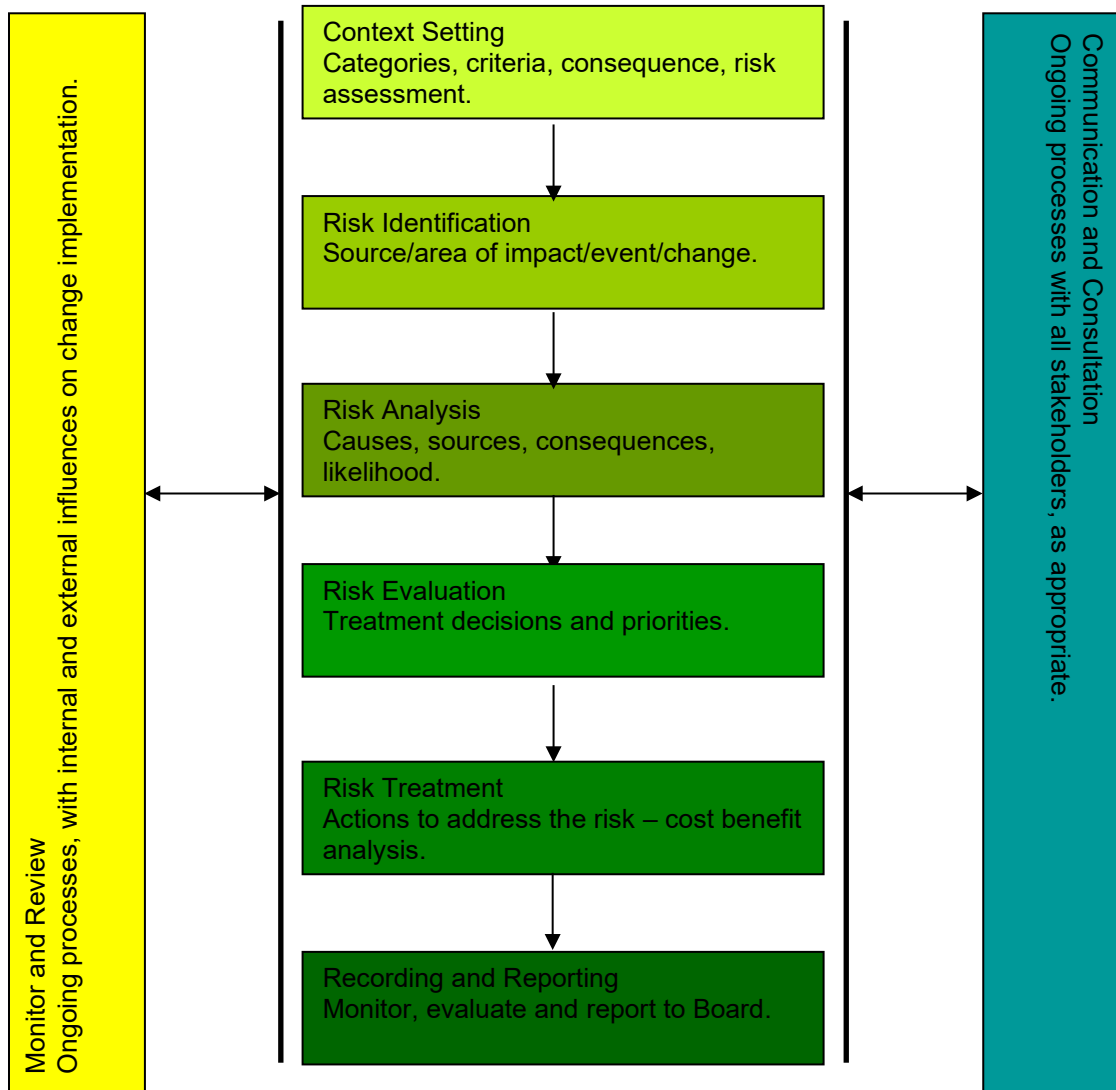 Monitor and Review
Ongoing processes, with internal and external influences on change implementation.
Context Setting
Categories, criteria, consequence, risk
assessment.
Risk Identification
Source/area of impact/event/change.
Risk Analysis
Causes, sources, consequences,
likelihood.
Risk Evaluation
Treatment decisions and priorities.
Risk Treatment
Actions to address the risk – cost benefit
analysis.
Recording and Reporting
Monitor, evaluate and report to Board.
Communication and Consultation
Ongoing processes with all stakeholders, as appropriate.